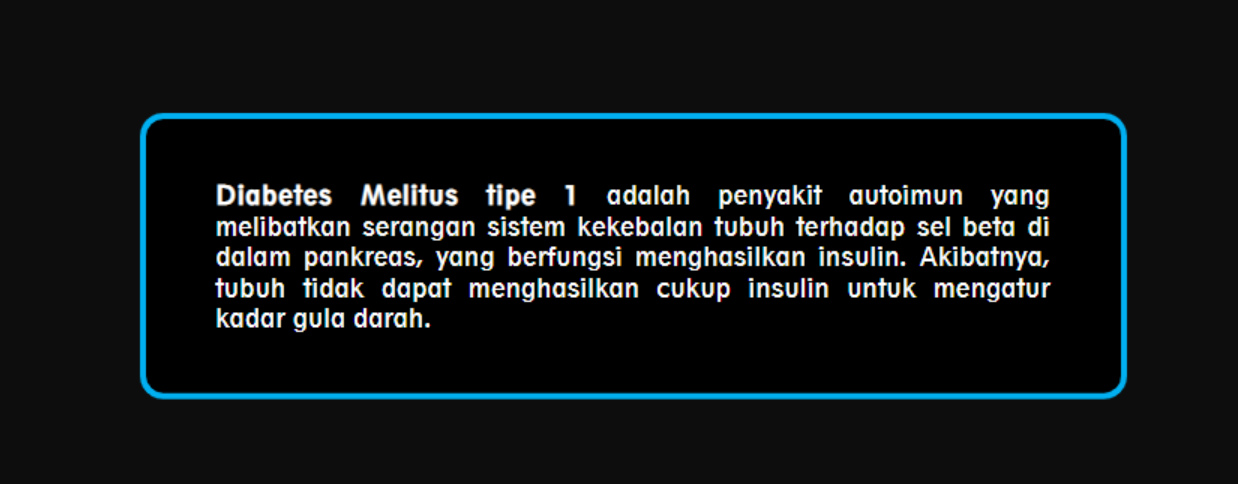 Diabetes Melitus tipe 1 adalah penyakit autoimun yang
melibatkan serangan sistem kekebalan tubuh terhadap sel beta di
dalam pankreas, yang berfungsi menghasilkan insulin. Akibatnya,
tubuh tidak dapat menghasilkan cukup insulin untuk mengatur
kadar gula darah.